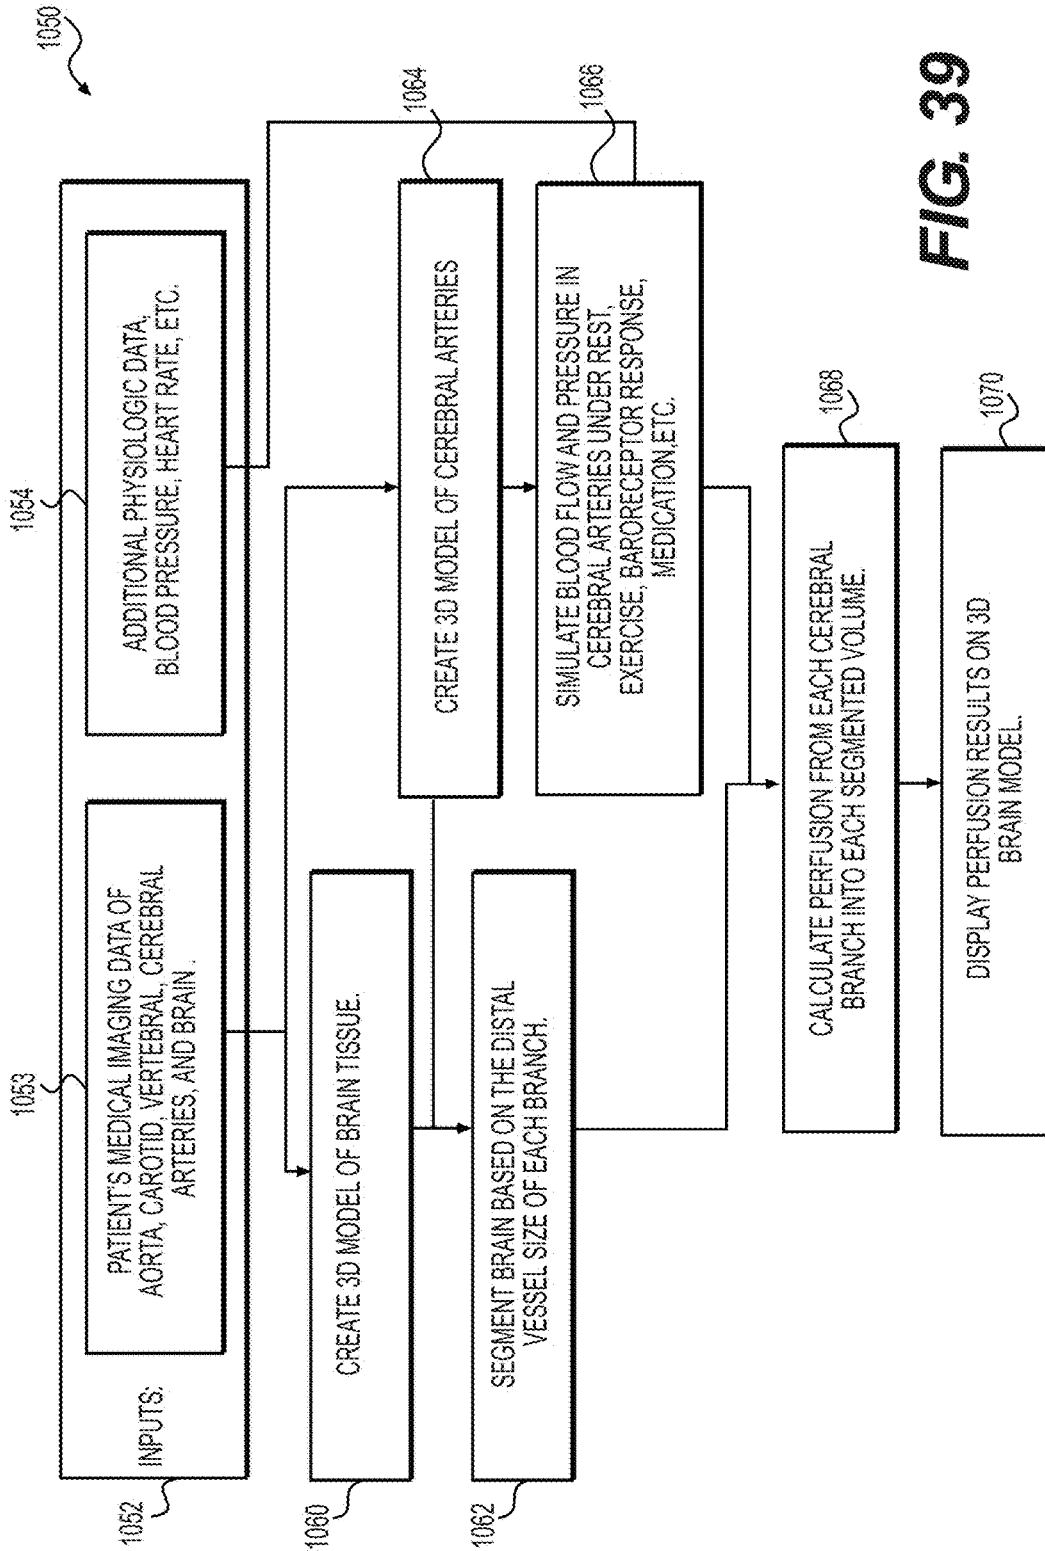 1050
1052
INPUTS:
1053
PATIENT'S MEDICAL IMAGING DATA OF
AORTA, CAROTID, VERTEBRAL, CEREBRAL
ARTERIES, AND BRAIN .
1054
ADDITIONAL PHYSIOLOGIC DATA,
BLOOD PRESSURE, HEART RATE, ETC.
1060
CREATE 3D MODEL OF BRAIN TISSUE.
1064
CREATE 3D MODEL OF CEREBRAL ARTERIES
1062
SEGMENT BRAIN BASED ON THE DISTAL
VESSEL SIZE OF EACH BRANCH.
1066
SIMULATE BLOOD FLOW AND PRESSURE IN
CEREBRAL ARTERIES UNDER REST,
EXERCISE, BARORECEPTOR RESPONSE,
MEDICATION,ETC.
1068
CALCULATE PERFUSION FROM EACH CEREBRAL
BRANCH INTO EACH SEGMENTED VOLUME.
1070
DISPLAY PERFUSION RESULTS ON 3D
BRAIN MODEL.
FIG. 39